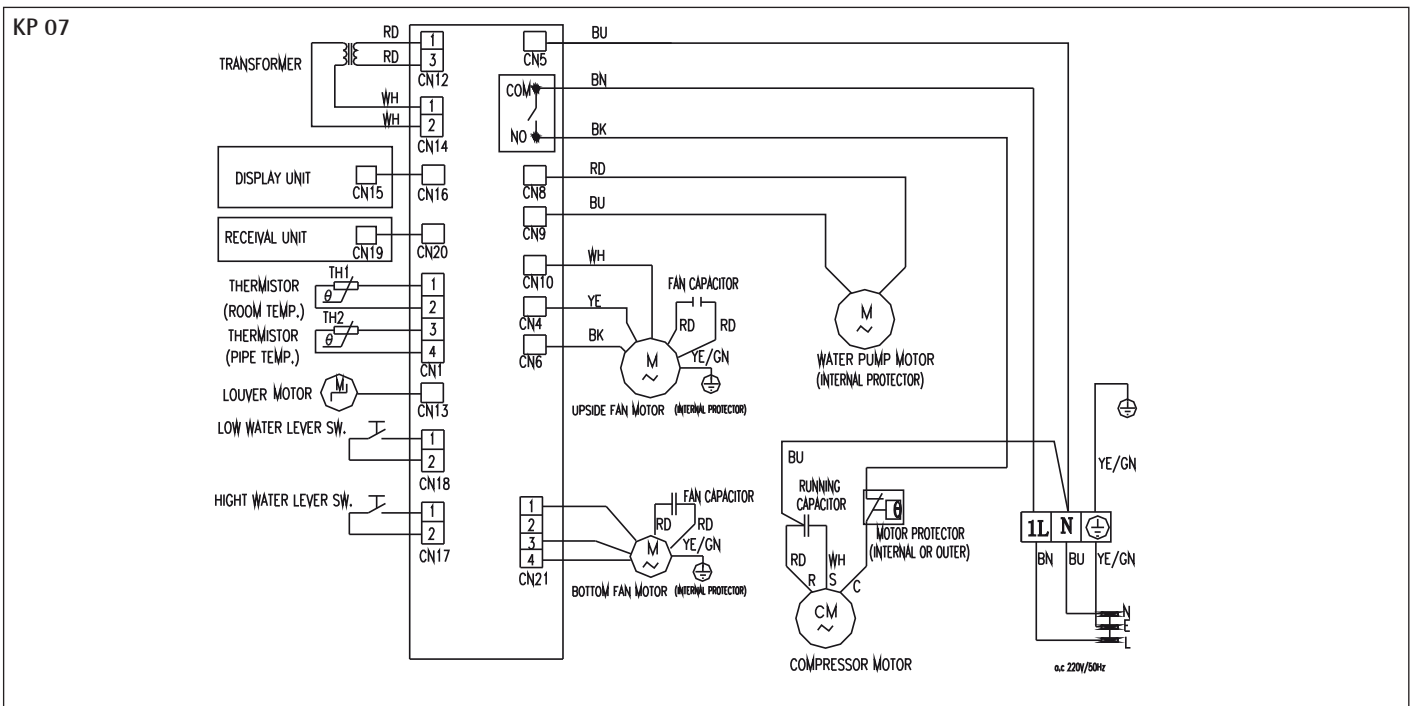 KP 07
TRANSFORMER
RD
1
RD
3
CN12
WH
1
WH
2
CN14
DISPLAY UNIT
CN15
CN16
RECEIVAL UNIT
CN19
CN20
THERMISTOR
(ROOM TEMP.)
TH1
θ
1
2
THERMISTOR
(PIPE TEMP.)
TH2
θ
3
4
CN1
LOUVER MOTOR
M
CN13
LOW WATER LEVER SW.
1
2
CN18
HIGHT WATER LEVER SW.
1
2
CN17
CN5
BU
COM
BN
NO
BK
CN8
RD
CN9
BU
CN10
WH
CN4
YE
CN6
BK
FAN CAPACITOR
RD
RD
M
YE/GN
UPSIDE FAN MOTOR (INTERNAL PROTECTOR)
M
WATER PUMP MOTOR
(INTERNAL PROTECTOR)
1
2
3
4
CN21
FAN CAPACITOR
RD
RD
M
YE/GN
BOTTOM FAN MOTOR (INTERNAL PROTECTOR)
BU
RUNNING
CAPACITOR
θ
MOTOR PROTECTOR
(INTERNAL OR OUTER)
RD
WH
R
S
C
CM
COMPRESSOR MOTOR
YE/GN
1L
N
BN
BU
YE/GN
N
E
L
a.c 220V/50Hz